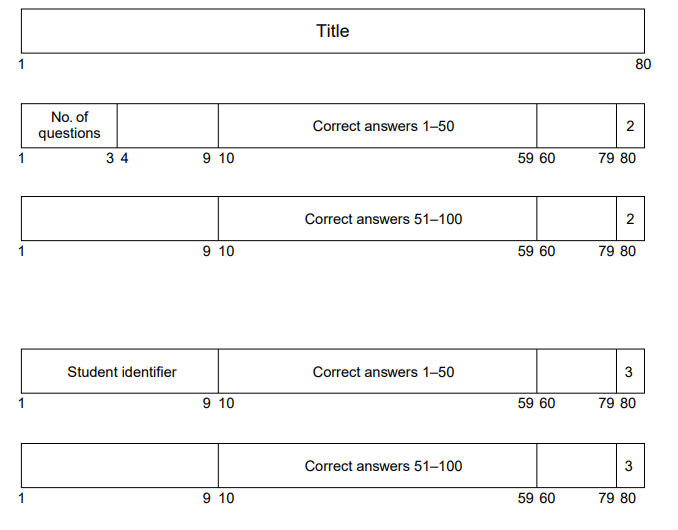 Title
1 80
No. of
questions
Correct answers 1–50
2
1 3 4 9 10 59 60 79 80
Correct answers 51–100
2
1 9 10 59 60 79 80
Student identifier
Correct answers 1–50
3
1 9 10 59 60 79 80
Correct answers 51–100
3
1 9 10 59 60 79 80